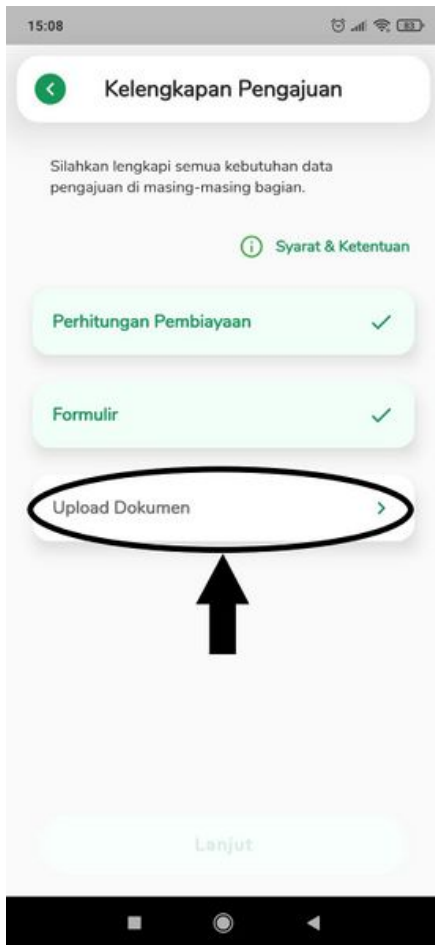 15:08
83
Kelengkapan Pengajuan
Silahkan lengkapi semua kebutuhan data
pengajuan di masing-masing bagian.
Syarat & Ketentuan
Perhitungan Pembiayaan
Formulir
Upload Dokumen
Lanjut